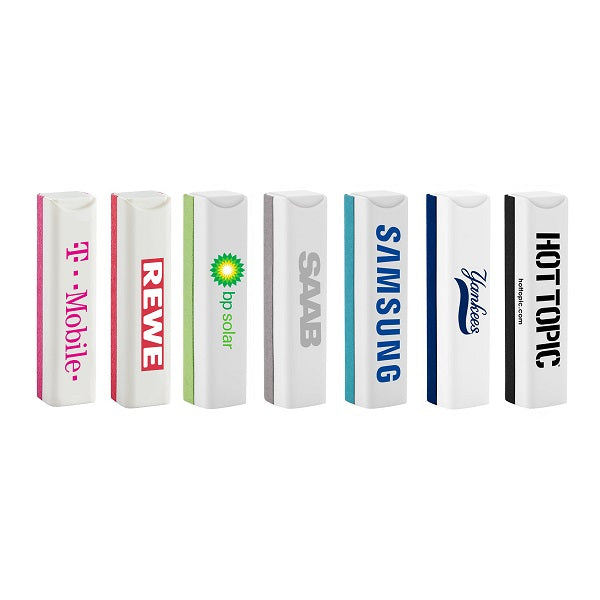 T··Mobile·
REWE
bp solar
SAAB
SAMSUNG
Yankees
HOT TOPIC
hottopic.com